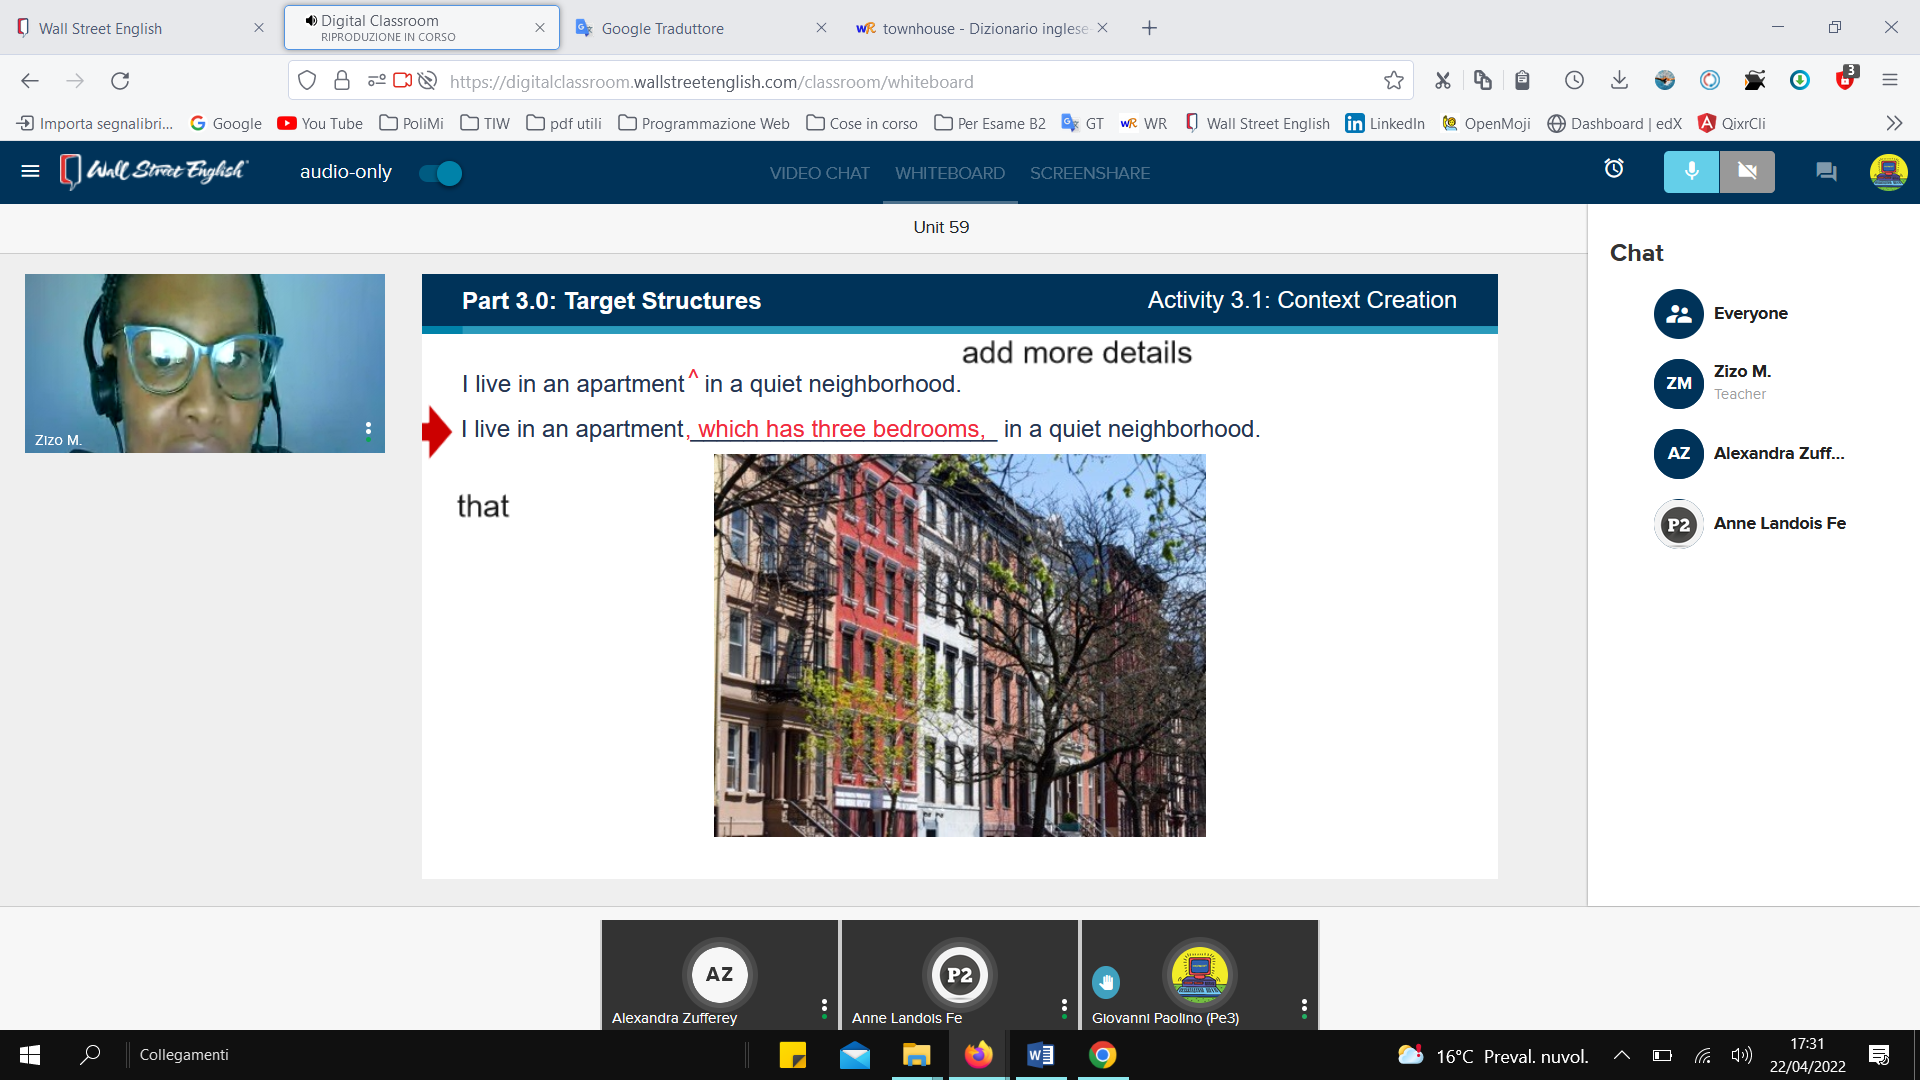 Wall Street English
Digital Classroom
RIPRODUZIONE IN CORSO
Google Traduttore
townhouse - Dizionario inglese-
https://digitalclassroom.wallstreetenglish.com/classroom/whiteboard
3
Importa segnalibri...
Google
You Tube
PoliMi
TIW
pdf utili
Programmazione Web
Cose in corso
Per Esame B2
GT
WR
Wall Street English
LinkedIn
OpenMoji
Dashboard | edX
QixrCli
Wall Street English
audio-only
VIDEO CHAT
WHITEBOARD
SCREENSHARE
Unit 59
Zizo M.
Part 3.0: Target Structures
Activity 3.1: Context Creation
add more details
I live in an apartment ^ in a quiet neighborhood.
I live in an apartment, which has three bedrooms, in a quiet neighborhood.
that
Chat
Everyone
ZM
Zizo M.
Teacher
AZ
Alexandra Zuff...
P2
Anne Landois Fe
AZ
Alexandra Zufferey
P2
Anne Landois Fe
Giovanni Paolino (Pe3)
Collegamenti
16°C Preval. nuvol.
17:31
22/04/2022